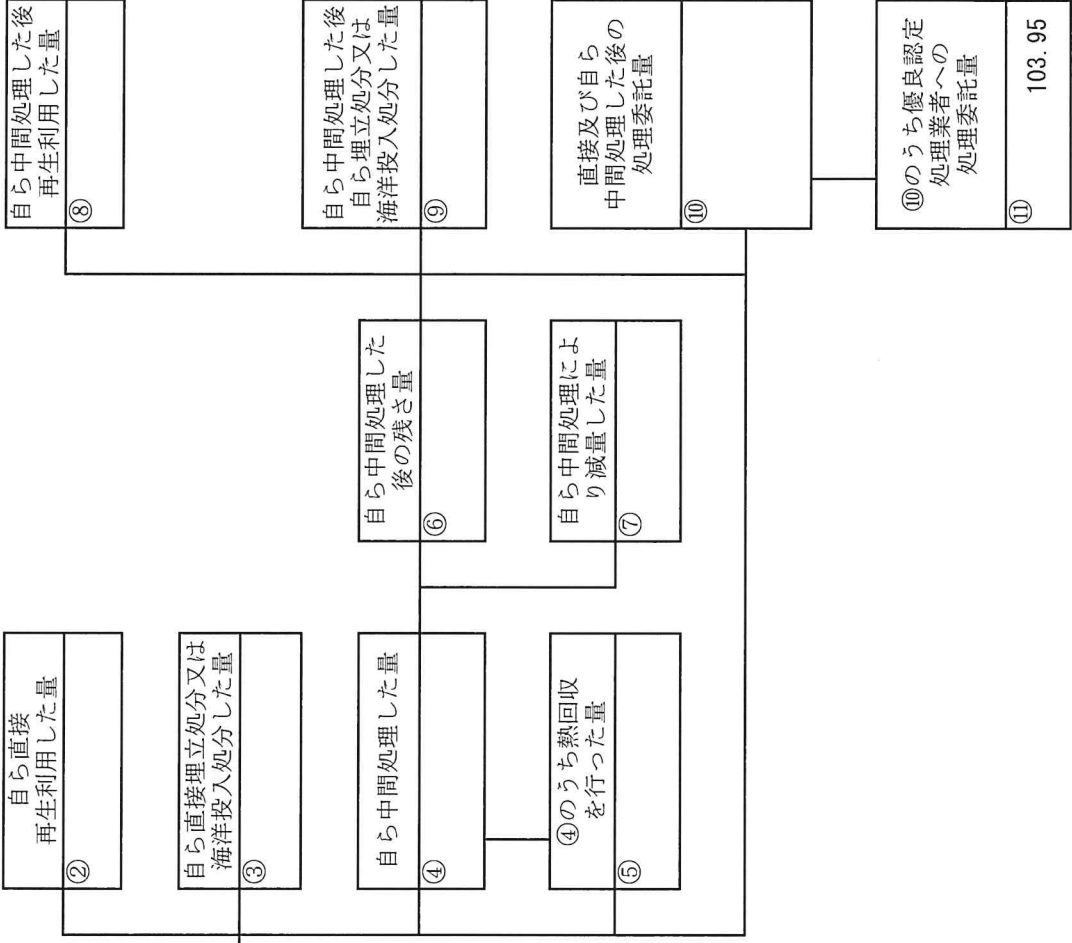 自ら直接
再生利用した量
②
自ら直接埋立処分又は
海洋投入処分した量
③
自ら中間処理した量
④
④のうち熱回収
を行った量
⑤
自ら中間処理した
後の残さ量
⑥
自ら中間処理によ
り減量した量
⑦
自ら中間処理した後
再生利用した量
⑧
自ら中間処理した後
自ら埋立処分又は
海洋投入処分した量
⑨
直接及び自ら
中間処理した後の
処理委託量
⑩
⑩のうち優良認定
処理業者への
処理委託量
⑪
103.95